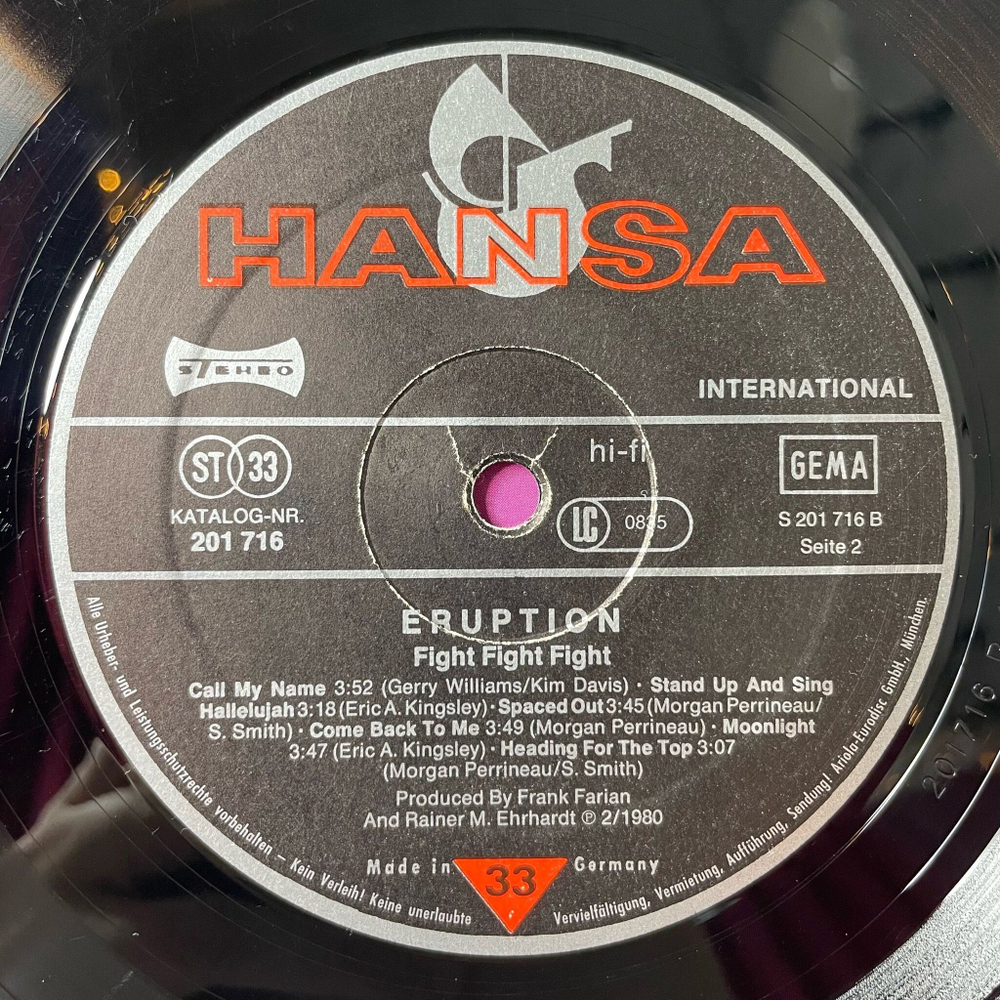 HANSA
STEREO
INTERNATIONAL
ST 33
KATALOG-NR.
201 716
hi-fi
LC 0835
GEMA
S 201 716 B
Seite 2
ERUPTION
Fight Fight Fight
Call My Name 3:52 (Gerry Williams/Kim Davis) · Stand Up And Sing
Hallelujah 3:18 (Eric A. Kingsley) · Spaced Out 3:45 (Morgan Perrineau/
S. Smith) · Come Back To Me 3:49 (Morgan Perrineau) · Moonlight
3:47 (Eric A. Kingsley) · Heading For The Top 3:07
(Morgan Perrineau/S. Smith)
Produced By Frank Farian
And Rainer M. Ehrhardt ℗ 2/1980
Made in 33 Germany
Alle Urheber- und Leistungsschutzrechte vorbehalten – Kein Verleih! Keine unerlaubte Vervielfältigung, Vermietung, Aufführung, Sendung! Ariola-Eurodisc GmbH., München.
201716